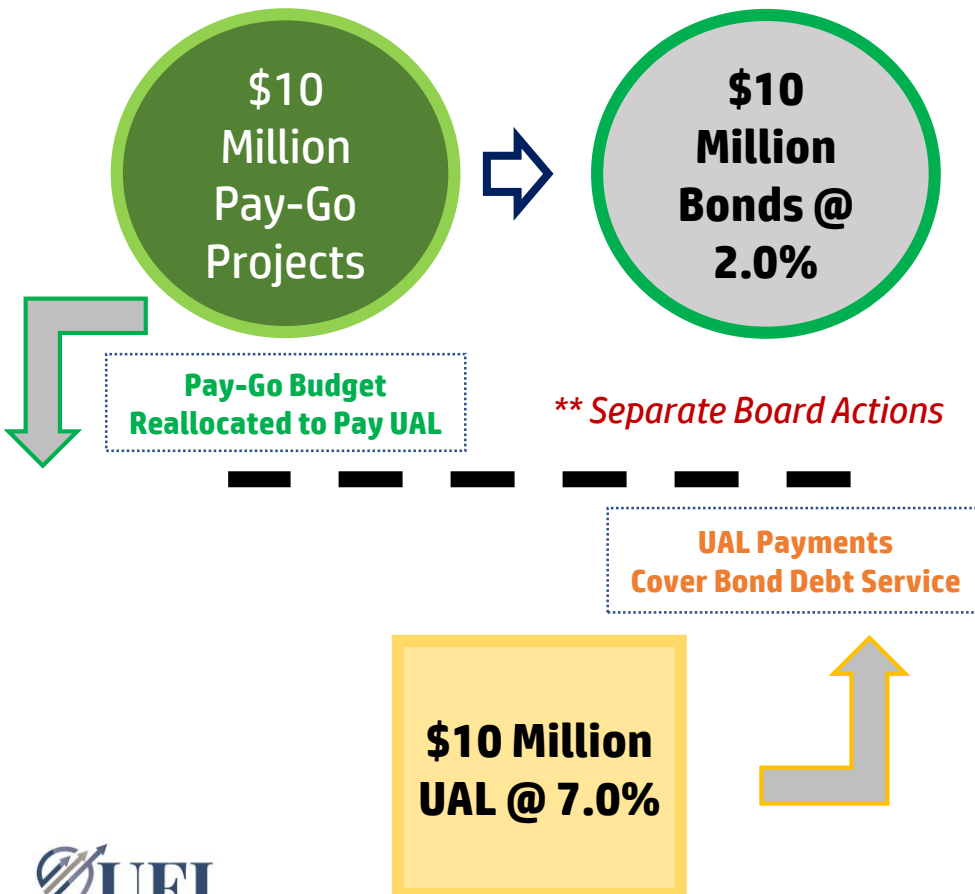 $10
Million
Pay-Go
Projects
$10
Million
Bonds @
2.0%
Pay-Go Budget
Reallocated to Pay UAL
** Separate Board Actions
UAL Payments
Cover Bond Debt Service
$10 Million
UAL @ 7.0%